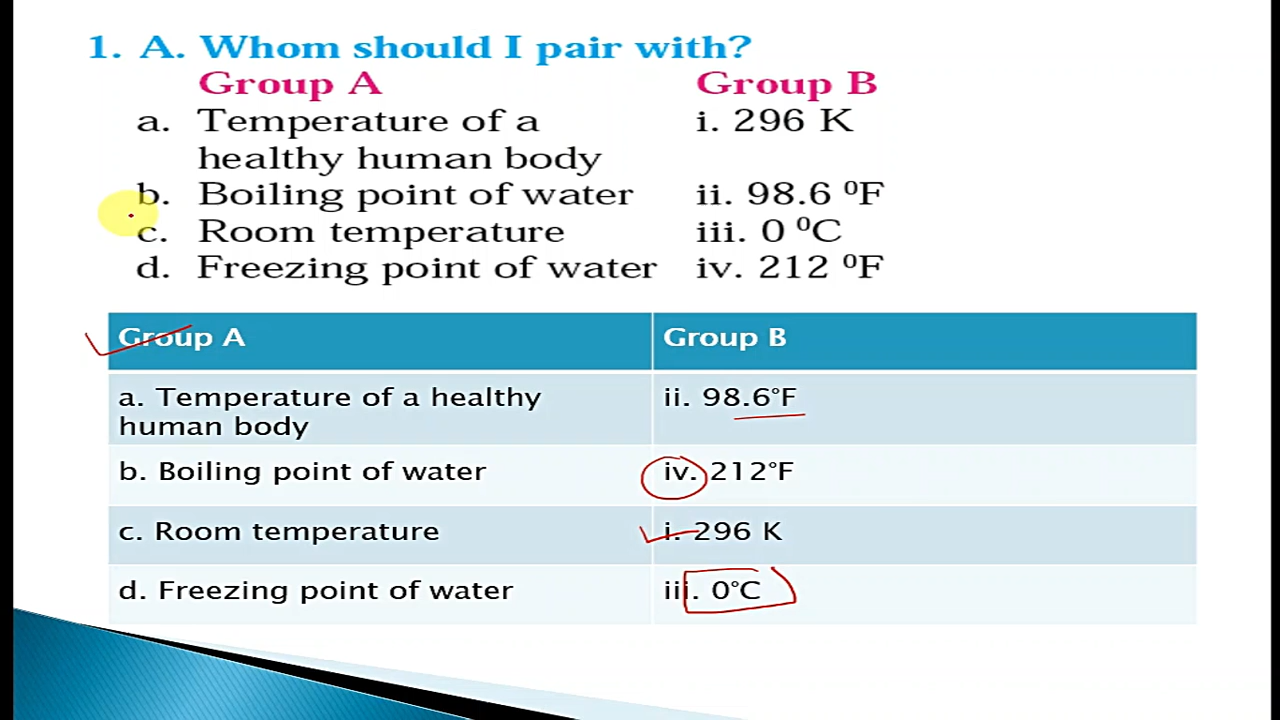 1. A. Whom should I pair with?
Group A Group B
a. Temperature of a i. 296 K
healthy human body
b. Boiling point of water ii. 98.6 ⁰F
c. Room temperature iii. 0 ⁰C
d. Freezing point of water iv. 212 ⁰F
Group A Group B
a. Temperature of a healthy ii. 98.6°F
human body
b. Boiling point of water iv. 212°F
c. Room temperature i. 296 K
d. Freezing point of water iii. 0°C